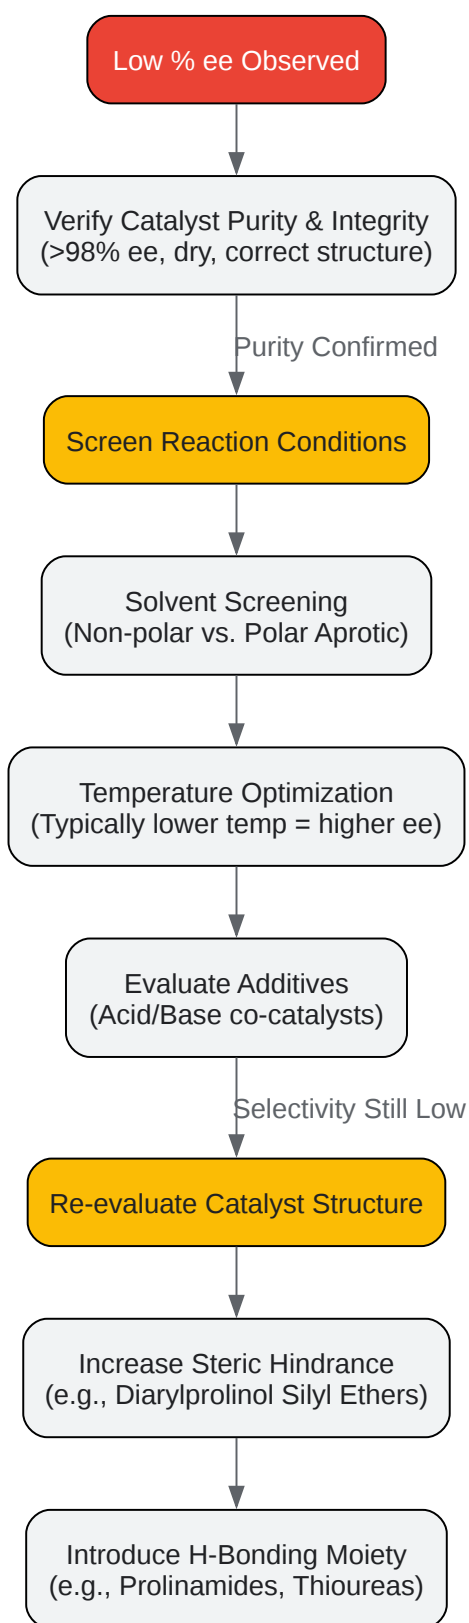 Low % ee Observed
Verify Catalyst Purity & Integrity
(>98% ee, dry, correct structure)
Purity Confirmed
Screen Reaction Conditions
Solvent Screening
(Non-polar vs. Polar Aprotic)
Temperature Optimization
(Typically lower temp = higher ee)
Evaluate Additives
(Acid/Base co-catalysts)
Selectivity Still Low
Re-evaluate Catalyst Structure
Increase Steric Hindrance
(e.g., Diarylprolinol Silyl Ethers)
Introduce H-Bonding Moiety
(e.g., Prolinamides, Thioureas)